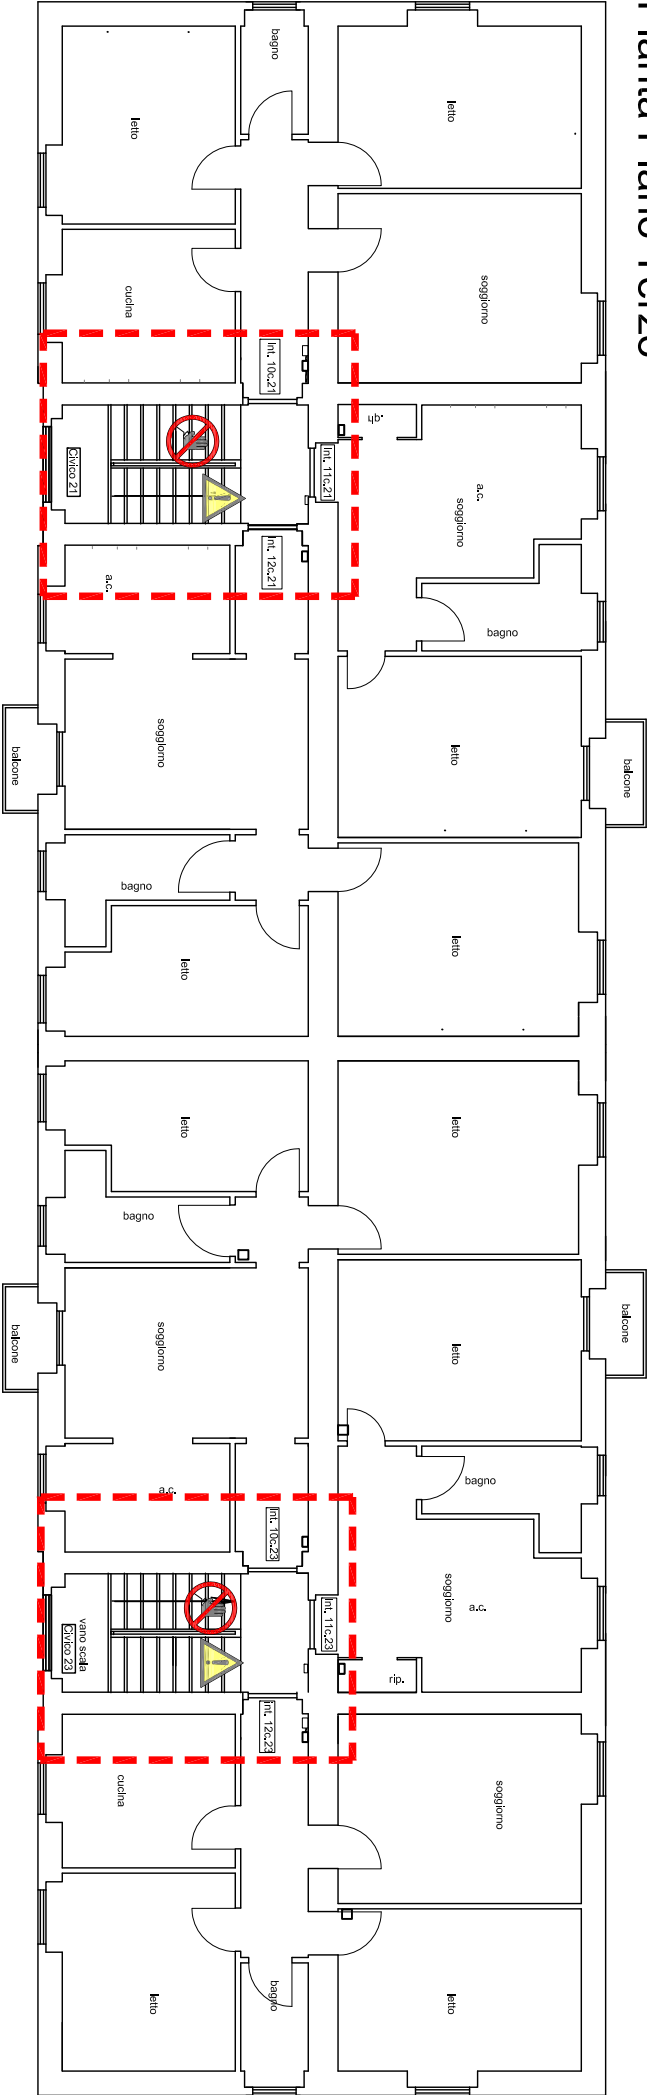 Pianta Piano Terzo
bagno
letto
letto
soggiorno
cucina
Int. 10c.21
Int. 11c.21
Civico 21
a.c.
soggiorno
Int. 12c.21
a.c.
bagno
soggiorno
letto
balcone
balcone
bagno
letto
letto
letto
letto
bagno
soggiorno
letto
balcone
balcone
a.c.
bagno
Int. 10c.23
soggiorno
a.c.
Int. 11c.23
vano scala
Civico 23
rip.
Int. 12c.23
cucina
soggiorno
bagno
letto
letto